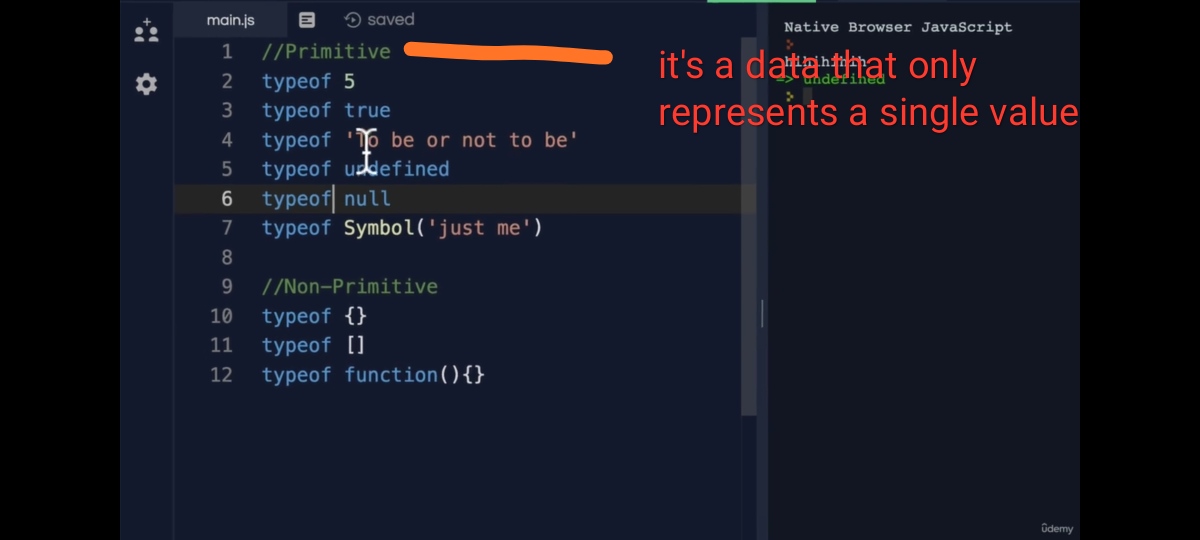 main.js saved
1 //Primitive
2 typeof 5
3 typeof true
4 typeof 'To be or not to be'
5 typeof undefined
6 typeof null
7 typeof Symbol('just me')
8
9 //Non-Primitive
10 typeof {}
11 typeof []
12 typeof function(){}
Native Browser JavaScript
hihihihih
=> undefined
it's a data that only
represents a single value
ûdemy